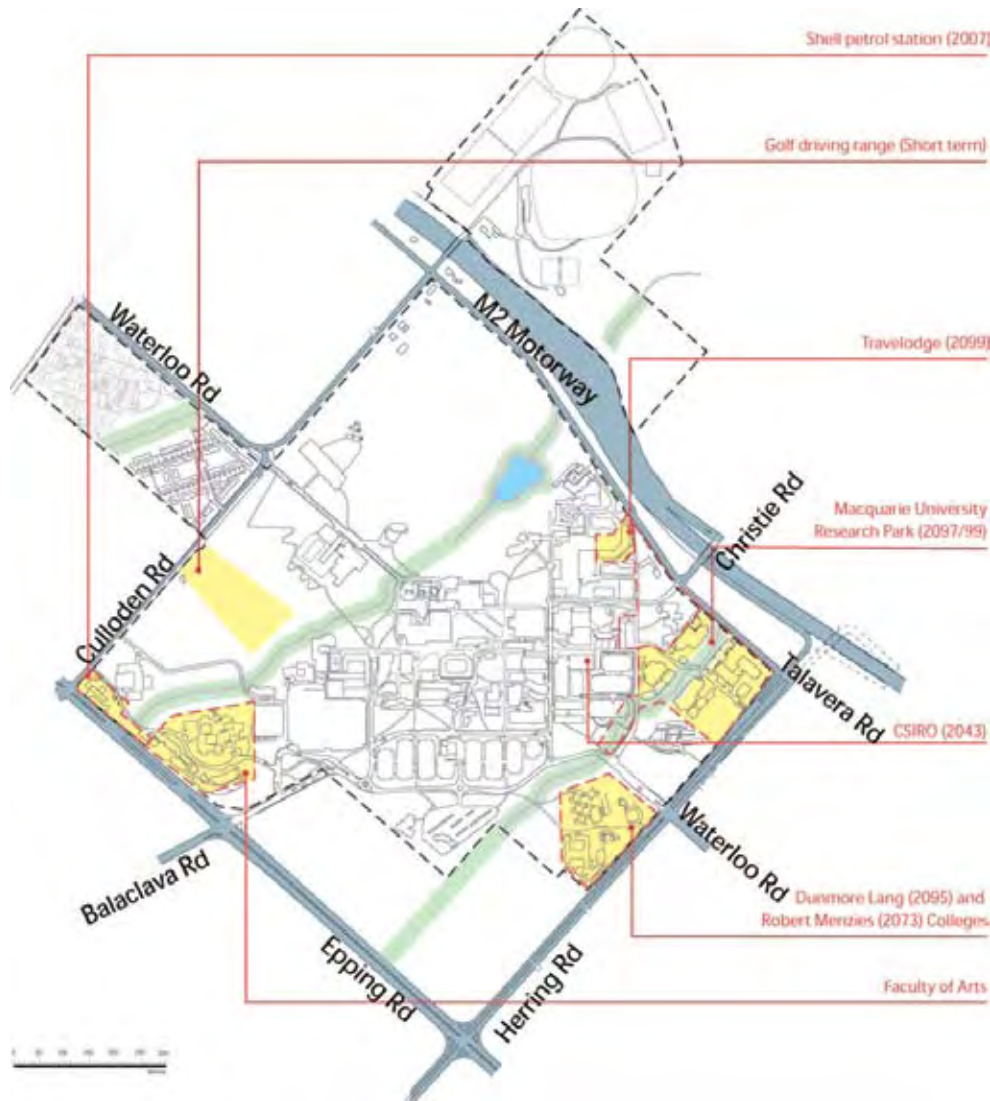 Shell petrol station (2007)
Golf driving range (Short term)
M2 Motorway
Waterloo Rd
Travelodge (2099)
Macquarie University
Research Park (2097/99)
Christie Rd
Culloden Rd
Talavera Rd
CSIRO (2043)
Waterloo Rd
Balaclava Rd
Dunmore Lang (2095) and
Robert Menzies (2073) Colleges
Epping Rd
Herring Rd
Faculty of Arts